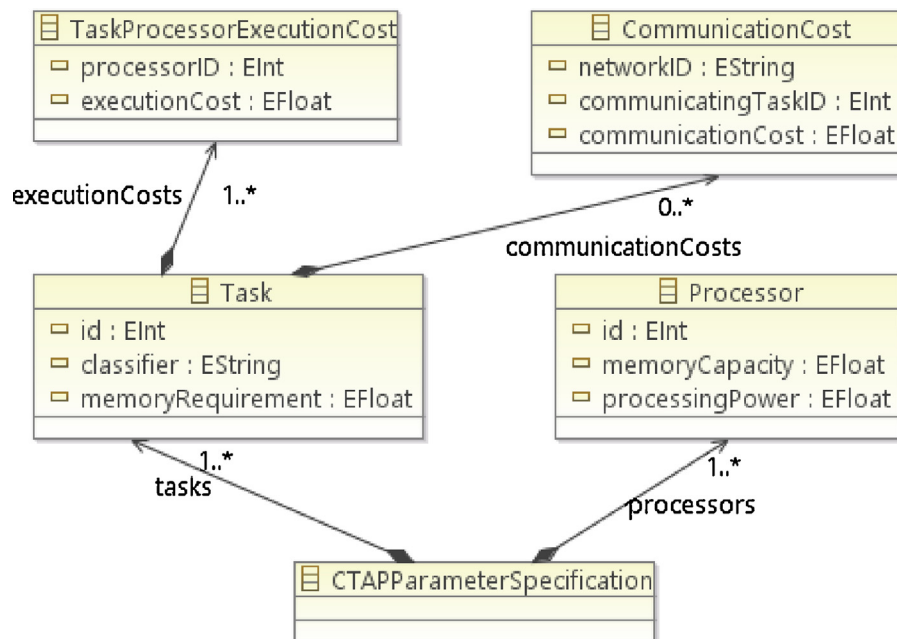 TaskProcessorExecutionCost
processorID : EInt
executionCost : EFloat
CommunicationCost
networkID : EString
communicatingTaskID : EInt
communicationCost : EFloat
executionCosts
1..*
0..*
communicationCosts
Task
id : EInt
classifier : EString
memoryRequirement : EFloat
Processor
id : EInt
memoryCapacity : EFloat
processingPower : EFloat
1..*
tasks
1..*
processors
CTAPParameterSpecification